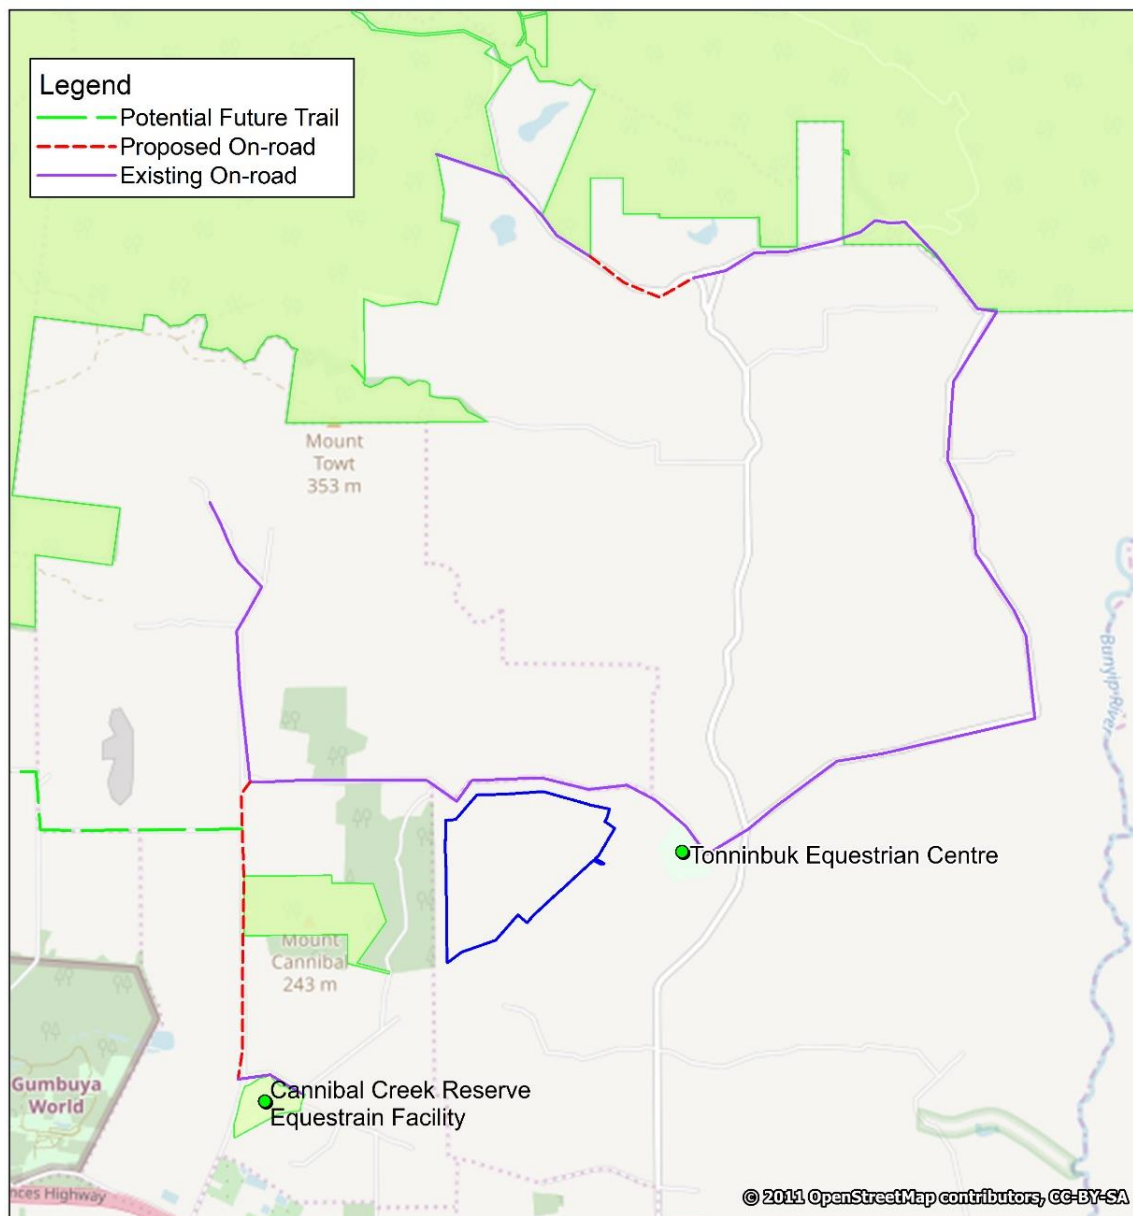 Legend
Potential Future Trail
Proposed On-road
Existing On-road
Mount
Towt
353 m
Bunyip River
Tonninbuk Equestrian Centre
Mount
Cannibal
243 m
Gumbuya
World
Cannibal Creek Reserve
Equestrain Facility
nces Highway
© 2011 OpenStreetMap contributors, CC-BY-SA